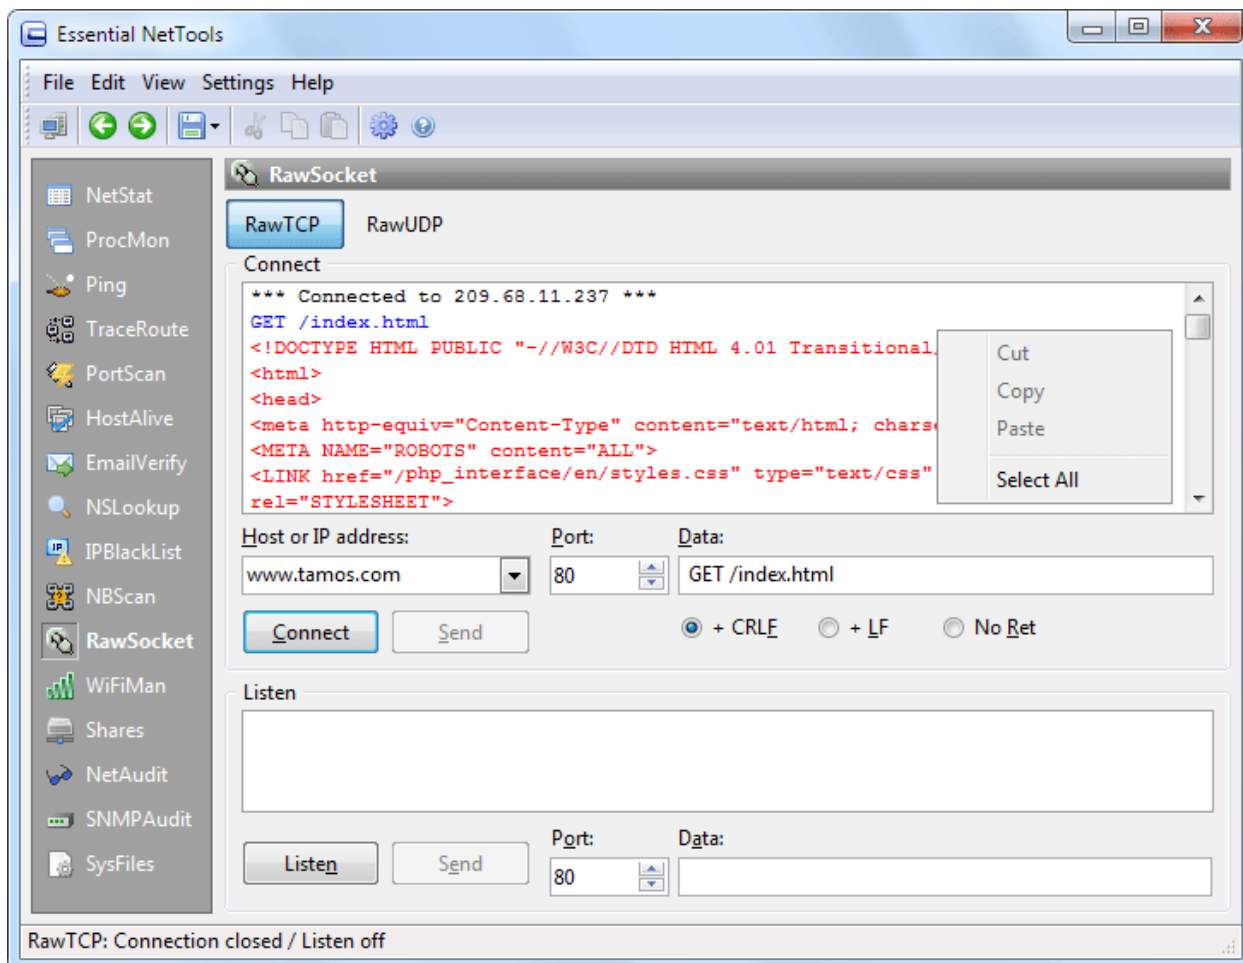 Essential NetTools
File Edit View Settings Help
RawSocket
NetStat
ProcMon
Ping
TraceRoute
PortScan
HostAlive
EmailVerify
NSLookup
IPBlackList
NBScan
RawSocket
WiFiMan
Shares
NetAudit
SNMPAudit
SysFiles
RawTCP RawUDP
Connect
*** Connected to 209.68.11.237 ***
GET /index.html
<!DOCTYPE HTML PUBLIC "-//W3C//DTD HTML 4.01 Transitional/
<html>
<head>
<meta http-equiv="Content-Type" content="text/html; charse
<META NAME="ROBOTS" content="ALL">
<LINK href="/php_interface/en/styles.css" type="text/css"
rel="STYLESHEET">
Cut
Copy
Paste
Select All
Host or IP address: Port: Data:
www.tamos.com 80 GET /index.html
Connect Send + CRLF + LF No Ret
Listen
Port: Data:
Listen Send 80
RawTCP: Connection closed / Listen off